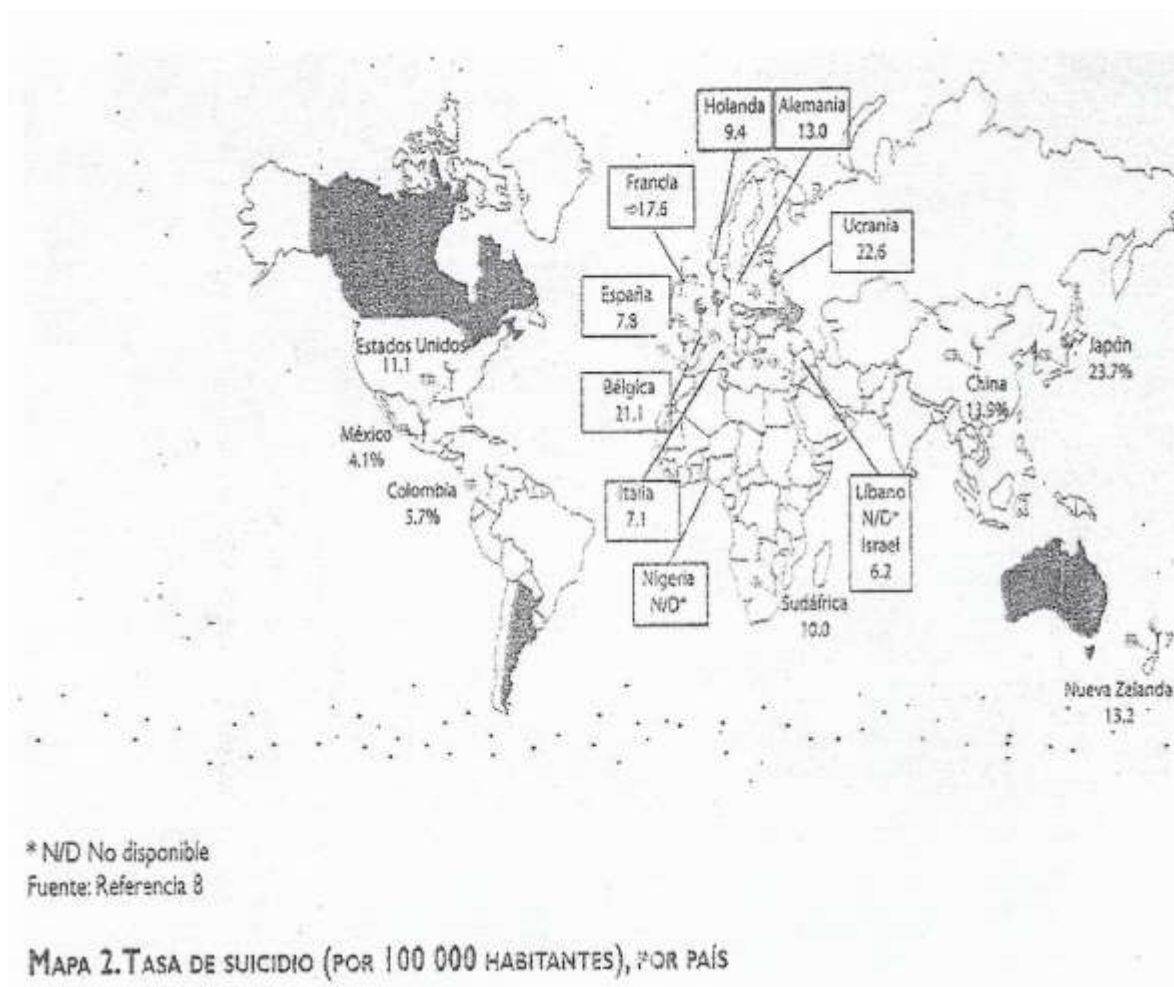 Holanda
9.4
Alemania
13.0
Francia
17.6
Ucrania
22.6
España
7.8
Estados Unidos
11.1
Japón
23.7%
China
13.9%
Bélgica
21.1
México
4.1%
Colombia
5.7%
Italia
7.1
Líbano
N/D*
Israel
6.2
Nigeria
N/D*
Sudáfrica
10.0
Nueva Zelanda
13.2
* N/D No disponible
Fuente: Referencia 8
MAPA 2. TASA DE SUICIDIO (POR 100 000 HABITANTES), POR PAÍS